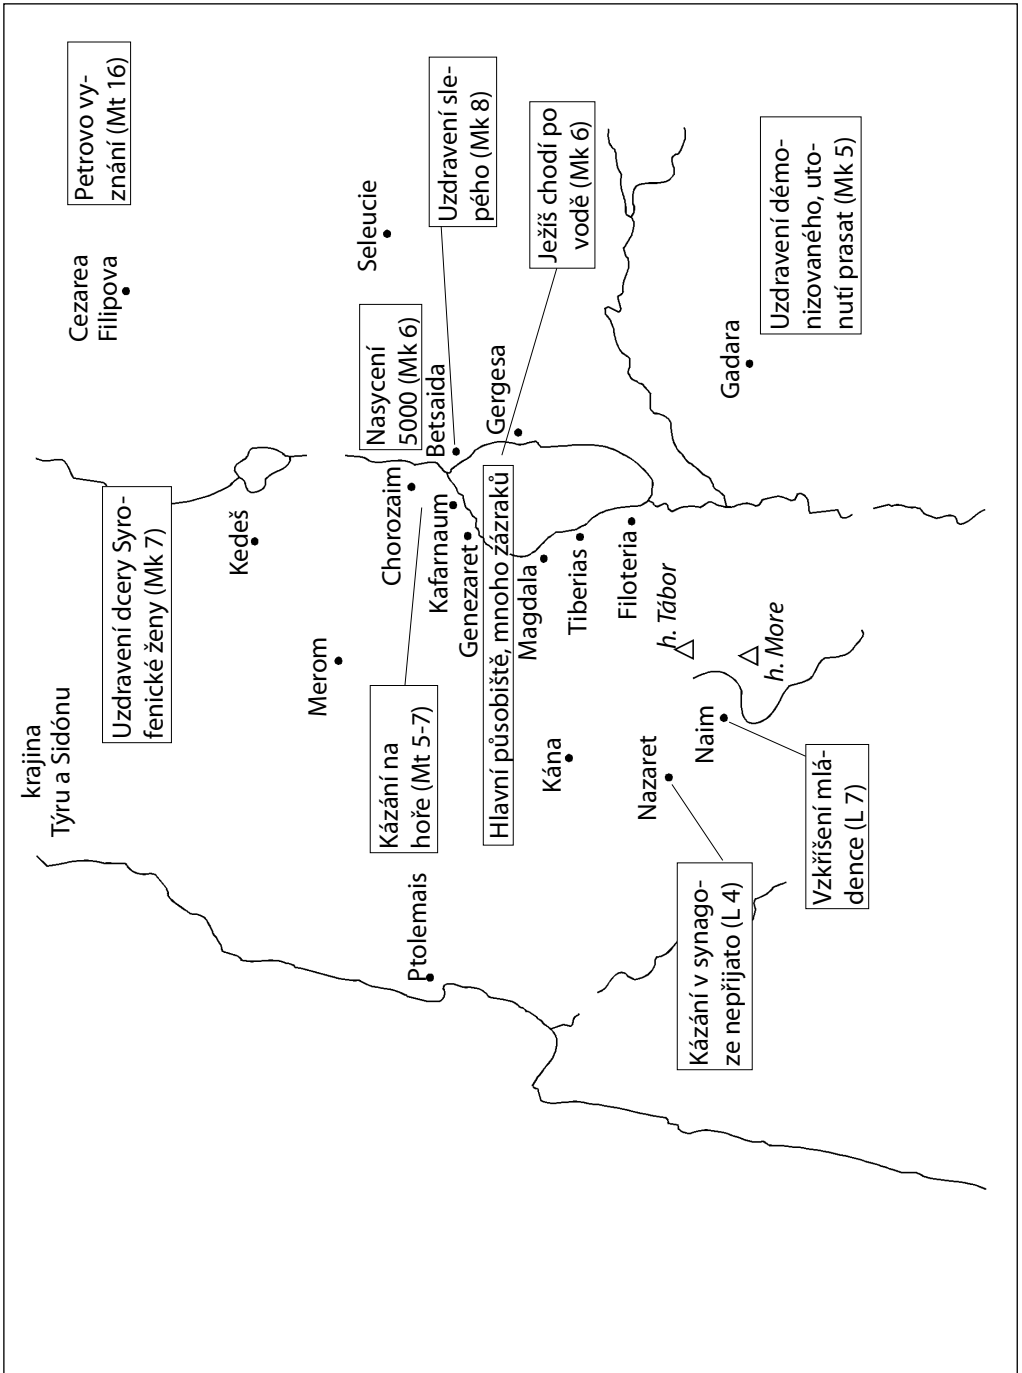 krajina
Týru a Sidónu
Cezarea
Filipova
Petrovo vy-
znání (Mt 16)
Uzdravení dcery Syro-
fenické ženy (Mk 7)
Kedeš
Merom
Seleucie
Nasycení
5000 (Mk 6)
Uzdravení sle-
pého (Mk 8)
Chorozaim
Betsaida
Kázání na
hoře (Mt 5-7)
Ptolemais
Kafarnaum
Genezaret
Gergesa
Ježíš chodí po
vodě (Mk 6)
Hlavní působiště, mnoho zázraků
Magdala
Kána
Tiberias
Filoteria
h. Tábor
Nazaret
Naim
h. More
Gadara
Uzdravení démo-
nizovaného, uto-
nutí prasat (Mk 5)
Kázání v synago-
ze nepřijato (L 4)
Vzkříšení mlá-
dence (L 7)